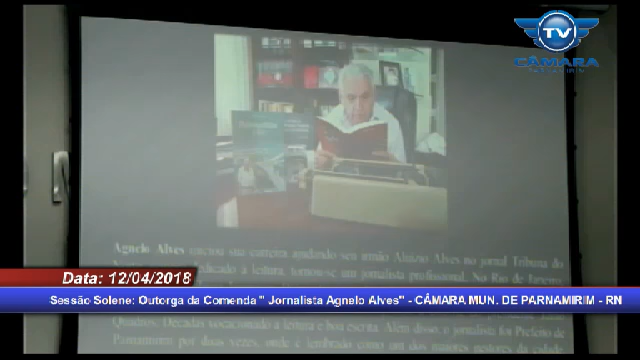 TV
CÂMARA
Agnelo Alves iniciou sua carreira ajudando seu irmão Aluízio Alves no jornal Tribuna do
dedicado à leitura, tornou-se um jornalista profissional. No Rio de Janeiro,
Data: 12/04/2018
Sessão Solene: Outorga da Comenda " Jornalista Agnelo Alves" - CÂMARA MUN. DE PARNAMIRIM - RN
Quadros. Décadas vocacionado à leitura e boa escrita. Além disso, o jornalista foi Prefeito de
Parnamirim por duas vezes, onde é lembrado como um dos maiores gestores da cidade